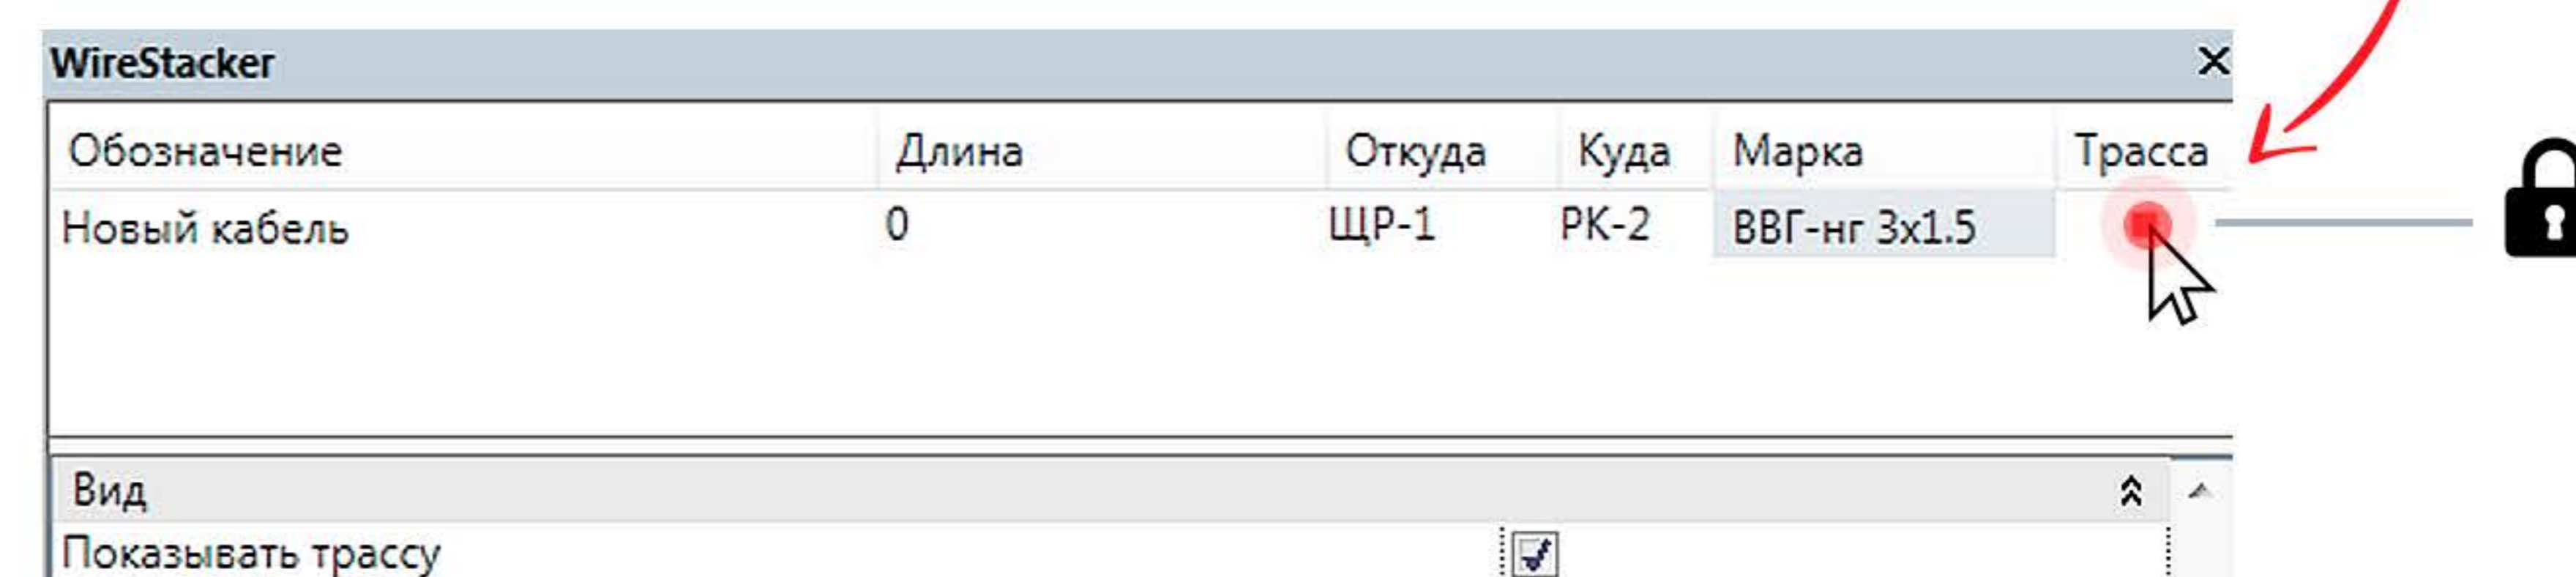 WireStacker
Обозначение Длина Откуда Куда Марка Трасса
Новый кабель 0 ЩР-1 РК-2 ВВГ-нг 3x1.5
Вид
Показывать трассу